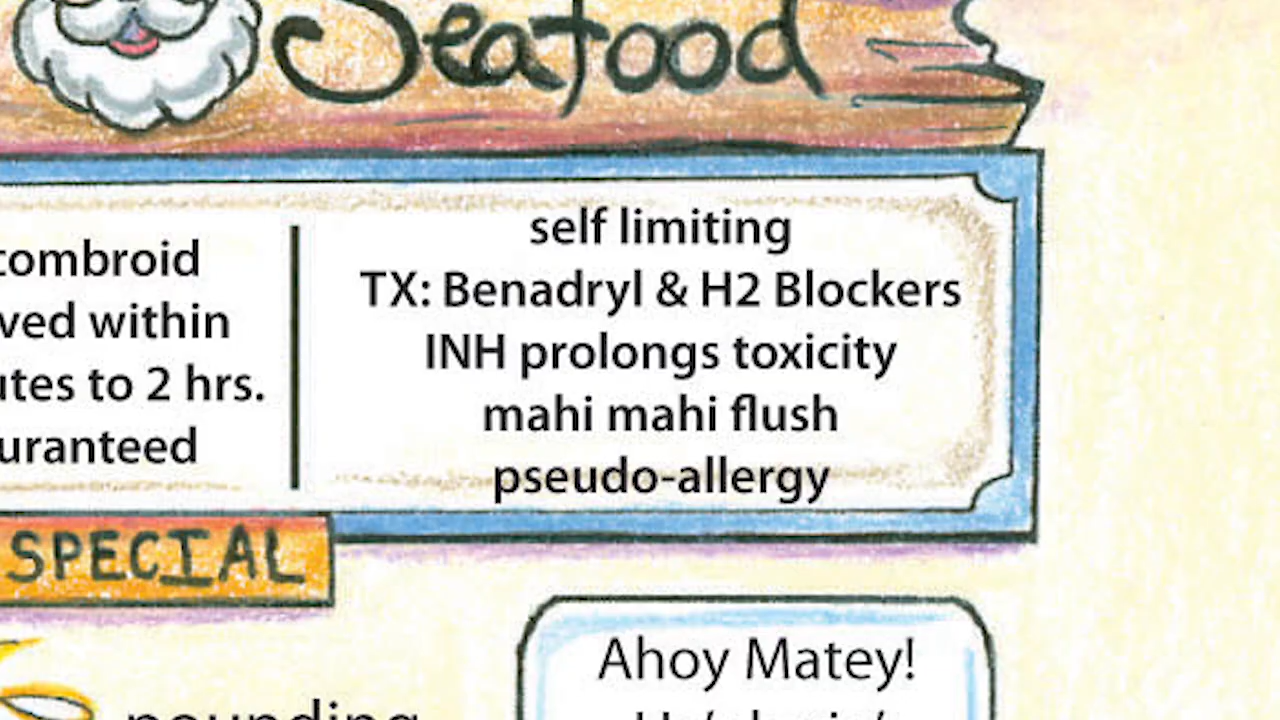 Seafood
combroid
ved within
utes to 2 hrs.
uranteed
self limiting
TX: Benadryl & H2 Blockers
INH prolongs toxicity
mahi mahi flush
pseudo-allergy
SPECIAL
Ahoy Matey!
pounding